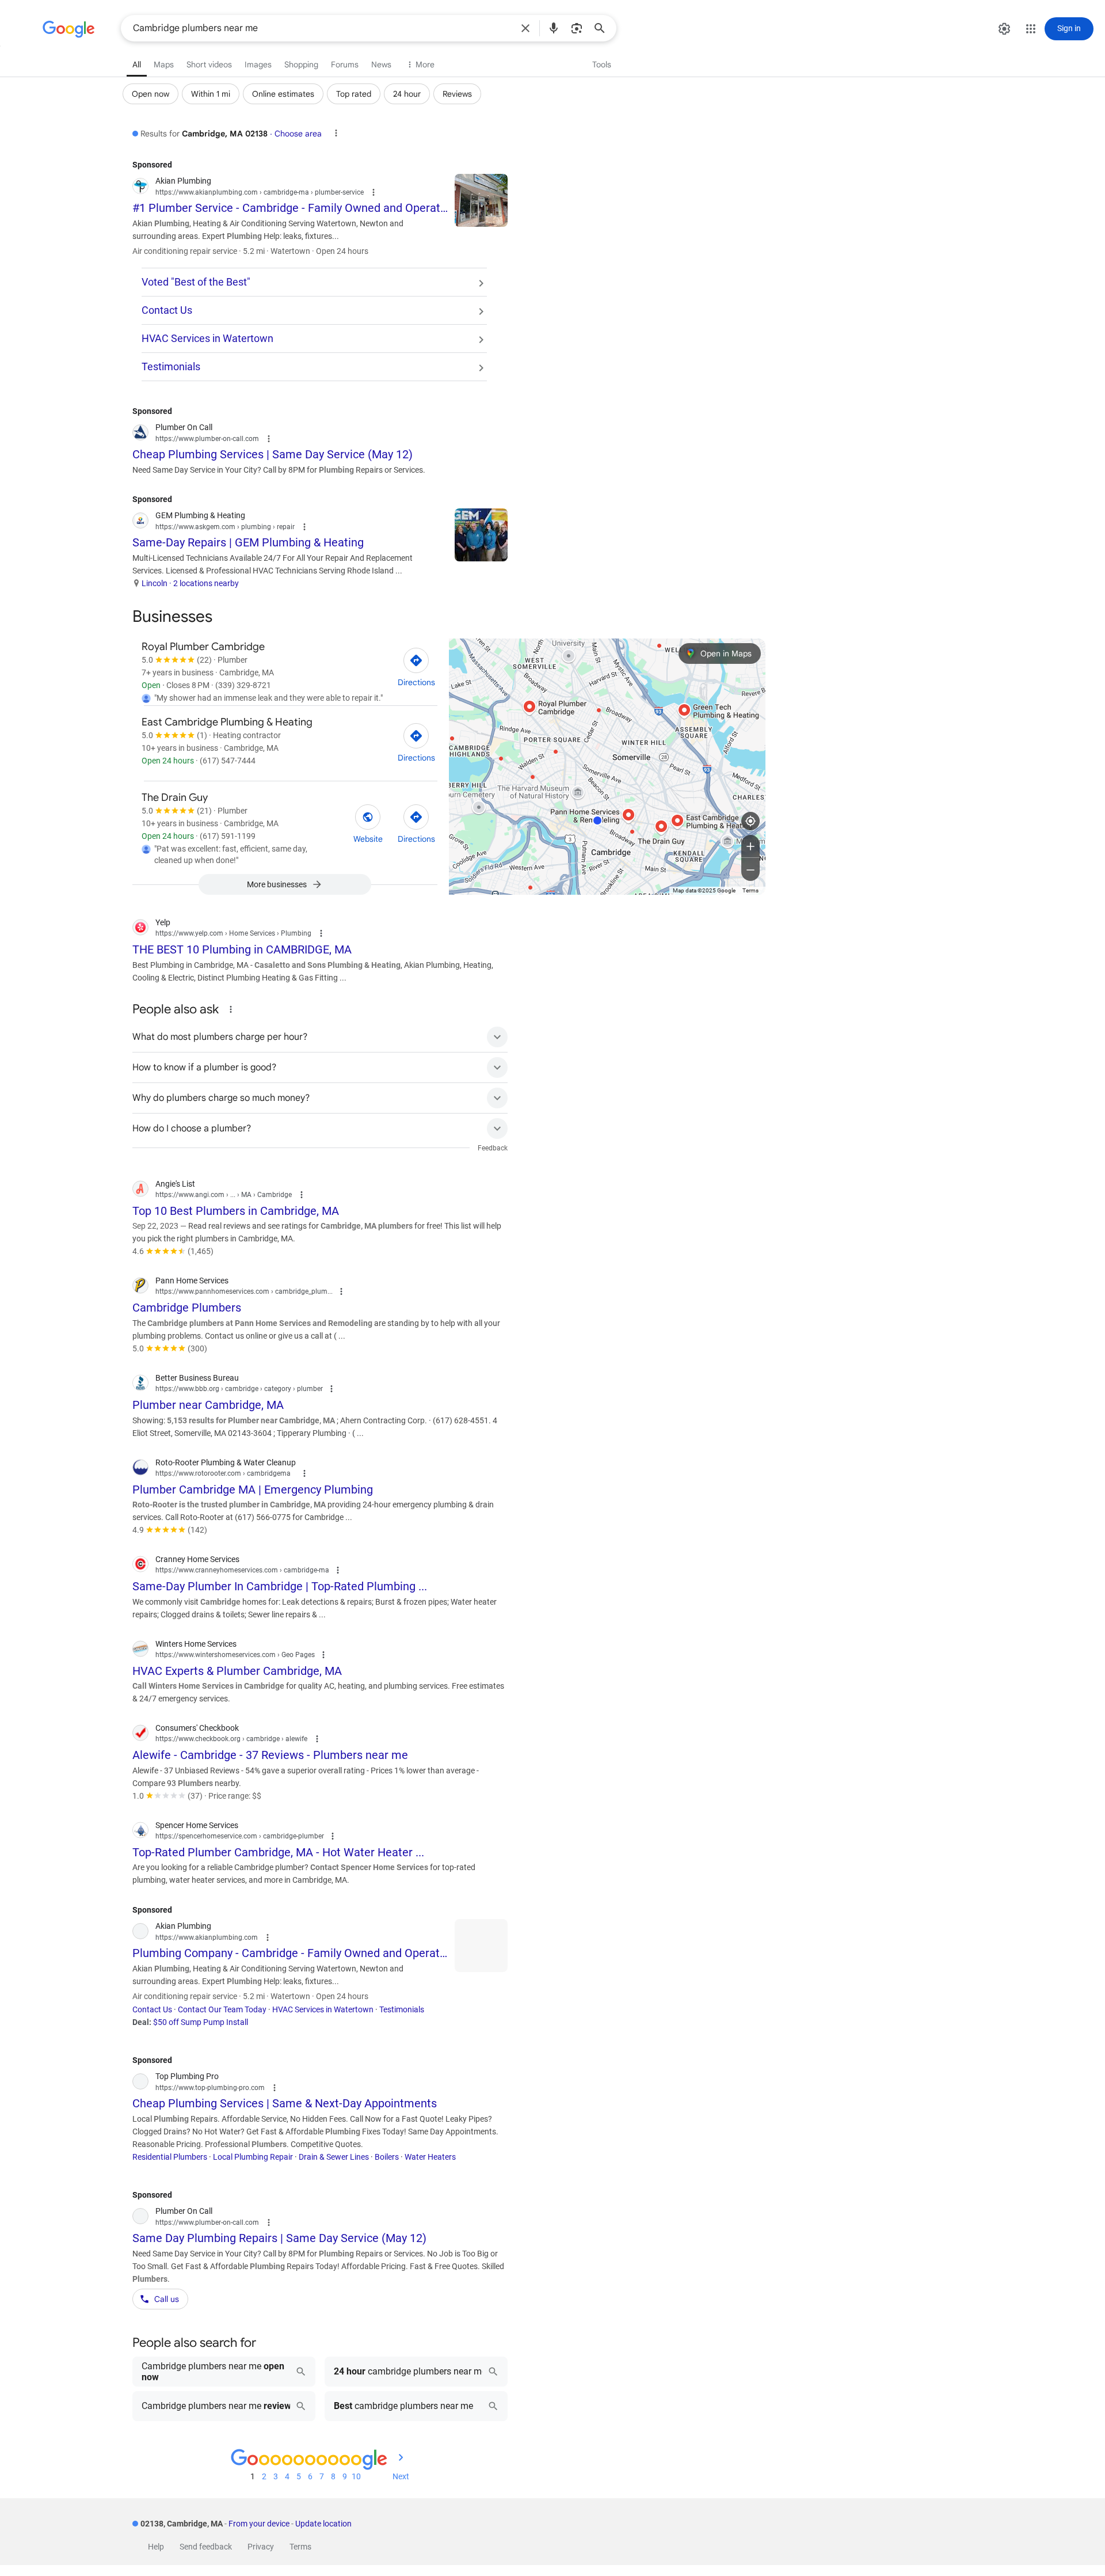 Google
Cambridge plumbers near me
Sign in
All Maps Short videos Images Shopping Forums News More Tools
Open now Within 1 mi Online estimates Top rated 24 hour Reviews
Results for Cambridge, MA 02138 · Choose area
Sponsored
Akian Plumbing
https://www.akianplumbing.com › cambridge-ma › plumber-service
#1 Plumber Service - Cambridge - Family Owned and Operat...
Akian Plumbing, Heating & Air Conditioning Serving Watertown, Newton and
surrounding areas. Expert Plumbing Help: leaks, fixtures...
Air conditioning repair service · 5.2 mi · Watertown · Open 24 hours
Voted "Best of the Best"
Contact Us
HVAC Services in Watertown
Testimonials
Sponsored
Plumber On Call
https://www.plumber-on-call.com
Cheap Plumbing Services | Same Day Service (May 12)
Need Same Day Service in Your City? Call by 8PM for Plumbing Repairs or Services.
Sponsored
GEM Plumbing & Heating
https://www.askgem.com › plumbing › repair
Same-Day Repairs | GEM Plumbing & Heating
GEM
Multi-Licensed Technicians Available 24/7 For All Your Repair And Replacement
Services. Licensed & Professional HVAC Technicians Serving Rhode Island ...
Lincoln · 2 locations nearby
Businesses
Royal Plumber Cambridge
5.0 (22) · Plumber
7+ years in business · Cambridge, MA
Open · Closes 8 PM · (339) 329-8721
"My shower had an immense leak and they were able to repair it."
Directions
East Cambridge Plumbing & Heating
5.0 (1) · Heating contractor
10+ years in business · Cambridge, MA
Open 24 hours · (617) 547-7444
Directions
The Drain Guy
5.0 (21) · Plumber
10+ years in business · Cambridge, MA
Open 24 hours · (617) 591-1199
"Pat was excellent: fast, efficient, same day,
cleaned up when done!"
Website Directions
More businesses
Open in Maps
University
WEST
SOMERVILLE
Broadway
Main St
Mystic Ave
Revere B
Lake St
Royal Plumber
Cambridge
Green Tech
Plumbing & Heating
Rindge Ave
Broadway
Cedar St
93
ASSEMBLY
SQUARE
Alford St
PORTER SQUARE
WINTER HILL
CAMBRIDGE
HIGHLANDS
Walden St
Somerville
28
Pearl St
93
BERRY HILL
The Harvard Museum
of Natural History
Medford St
CHARLES
burn Cemetery
Pann Home Services
& Remodeling
East Cambridge
Plumbing & Heat
3
The Drain Guy
Cambridge
KENDALL
SQUARE
Coolidge Ave
Western Ave
Putnam Ave
River St
Brookline St
Main St
Map data ©2025 Google Terms
Yelp
https://www.yelp.com › Home Services › Plumbing
THE BEST 10 Plumbing in CAMBRIDGE, MA
Best Plumbing in Cambridge, MA - Casaletto and Sons Plumbing & Heating, Akian Plumbing, Heating,
Cooling & Electric, Distinct Plumbing Heating & Gas Fitting ...
People also ask
What do most plumbers charge per hour?
How to know if a plumber is good?
Why do plumbers charge so much money?
How do I choose a plumber?
Feedback
Angie's List
https://www.angi.com › ... › MA › Cambridge
Top 10 Best Plumbers in Cambridge, MA
Sep 22, 2023 — Read real reviews and see ratings for Cambridge, MA plumbers for free! This list will help
you pick the right plumbers in Cambridge, MA.
4.6 (1,465)
Pann Home Services
https://www.pannhomeservices.com › cambridge_plum...
Cambridge Plumbers
The Cambridge plumbers at Pann Home Services and Remodeling are standing by to help with all your
plumbing problems. Contact us online or give us a call at ( ...
5.0 (300)
Better Business Bureau
https://www.bbb.org › cambridge › category › plumber
Plumber near Cambridge, MA
Showing: 5,153 results for Plumber near Cambridge, MA ; Ahern Contracting Corp. · (617) 628-4551. 4
Eliot Street, Somerville, MA 02143-3604 ; Tipperary Plumbing · ( ...
Roto-Rooter Plumbing & Water Cleanup
https://www.rotorooter.com › cambridgema
Plumber Cambridge MA | Emergency Plumbing
Roto-Rooter is the trusted plumber in Cambridge, MA providing 24-hour emergency plumbing & drain
services. Call Roto-Rooter at (617) 566-0775 for Cambridge ...
4.9 (142)
Cranney Home Services
https://www.cranneyhomeservices.com › cambridge-ma
Same-Day Plumber In Cambridge | Top-Rated Plumbing ...
We commonly visit Cambridge homes for: Leak detections & repairs; Burst & frozen pipes; Water heater
repairs; Clogged drains & toilets; Sewer line repairs & ...
Winters Home Services
https://www.wintershomeservices.com › Geo Pages
HVAC Experts & Plumber Cambridge, MA
Call Winters Home Services in Cambridge for quality AC, heating, and plumbing services. Free estimates
& 24/7 emergency services.
Consumers' Checkbook
https://www.checkbook.org › cambridge › alewife
Alewife - Cambridge - 37 Reviews - Plumbers near me
Alewife - 37 Unbiased Reviews - 54% gave a superior overall rating - Prices 1% lower than average -
Compare 93 Plumbers nearby.
1.0 (37) · Price range: $$
Spencer Home Services
https://spencerhomeservice.com › cambridge-plumber
Top-Rated Plumber Cambridge, MA - Hot Water Heater ...
Are you looking for a reliable Cambridge plumber? Contact Spencer Home Services for top-rated
plumbing, water heater services, and more in Cambridge, MA.
Sponsored
Akian Plumbing
https://www.akianplumbing.com
Plumbing Company - Cambridge - Family Owned and Operat...
Akian Plumbing, Heating & Air Conditioning Serving Watertown, Newton and
surrounding areas. Expert Plumbing Help: leaks, fixtures...
Air conditioning repair service · 5.2 mi · Watertown · Open 24 hours
Contact Us · Contact Our Team Today · HVAC Services in Watertown · Testimonials
Deal: $50 off Sump Pump Install
Sponsored
Top Plumbing Pro
https://www.top-plumbing-pro.com
Cheap Plumbing Services | Same & Next-Day Appointments
Local Plumbing Repairs. Affordable Service, No Hidden Fees. Call Now for a Fast Quote! Leaky Pipes?
Clogged Drains? No Hot Water? Get Fast & Affordable Plumbing Fixes Today! Same Day Appointments.
Reasonable Pricing. Professional Plumbers. Competitive Quotes.
Residential Plumbers · Local Plumbing Repair · Drain & Sewer Lines · Boilers · Water Heaters
Sponsored
Plumber On Call
https://www.plumber-on-call.com
Same Day Plumbing Repairs | Same Day Service (May 12)
Need Same Day Service in Your City? Call by 8PM for Plumbing Repairs or Services. No Job is Too Big or
Too Small. Get Fast & Affordable Plumbing Repairs Today! Affordable Pricing. Fast & Free Quotes. Skilled
Plumbers.
Call us
People also search for
Cambridge plumbers near me open
now
24 hour cambridge plumbers near m
Cambridge plumbers near me review
Best cambridge plumbers near me
Goooooooooogle
1 2 3 4 5 6 7 8 9 10 Next
02138, Cambridge, MA · From your device · Update location
Help Send feedback Privacy Terms